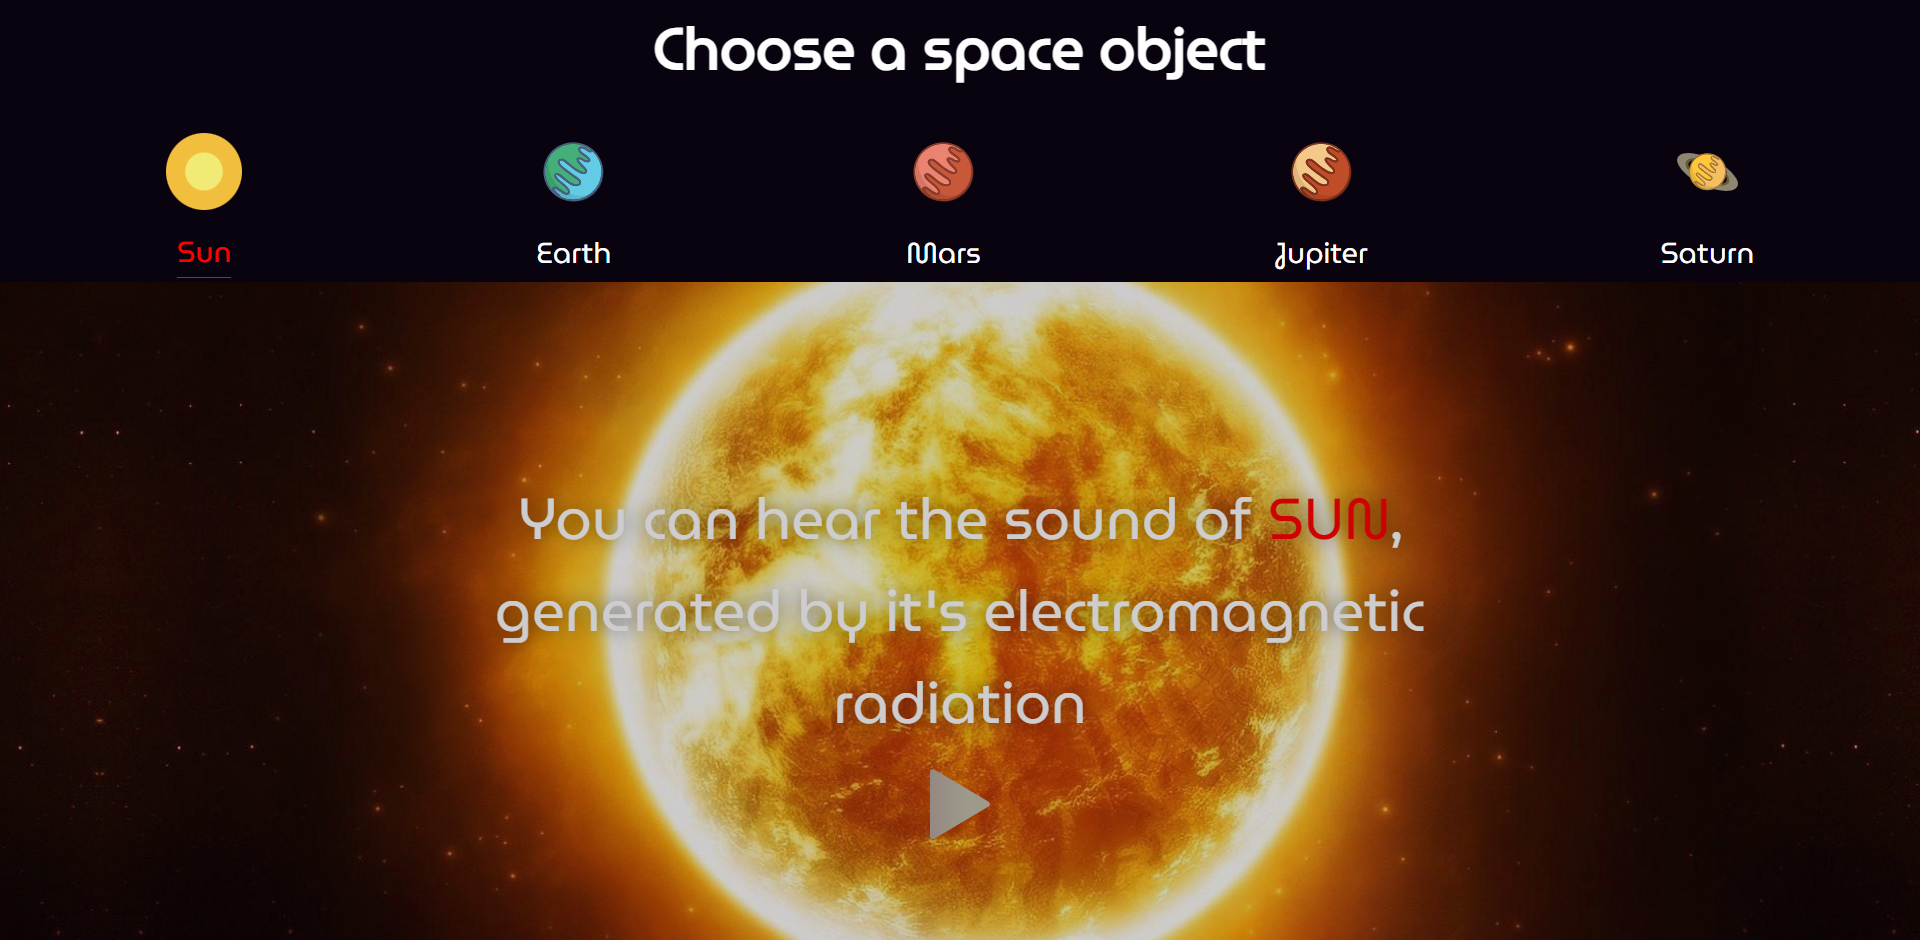 Choose a space object
Sun
Earth
Mars
Jupiter
Saturn
You can hear the sound of SUN,
generated by it's electromagnetic
radiation